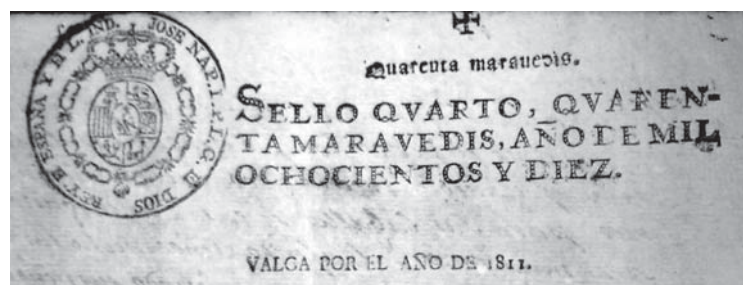 JOSE NAP. I. P. L. G. D. DIOS REY D ESPAÑA Y D L. IND.
Quarenta marauedis.
SELLO QVARTO, QVAREN-
TA MARAVEDIS, AÑO DE MIL
OCHOCIENTOS Y DIEZ.
VALGA POR EL AÑO DE 1811.